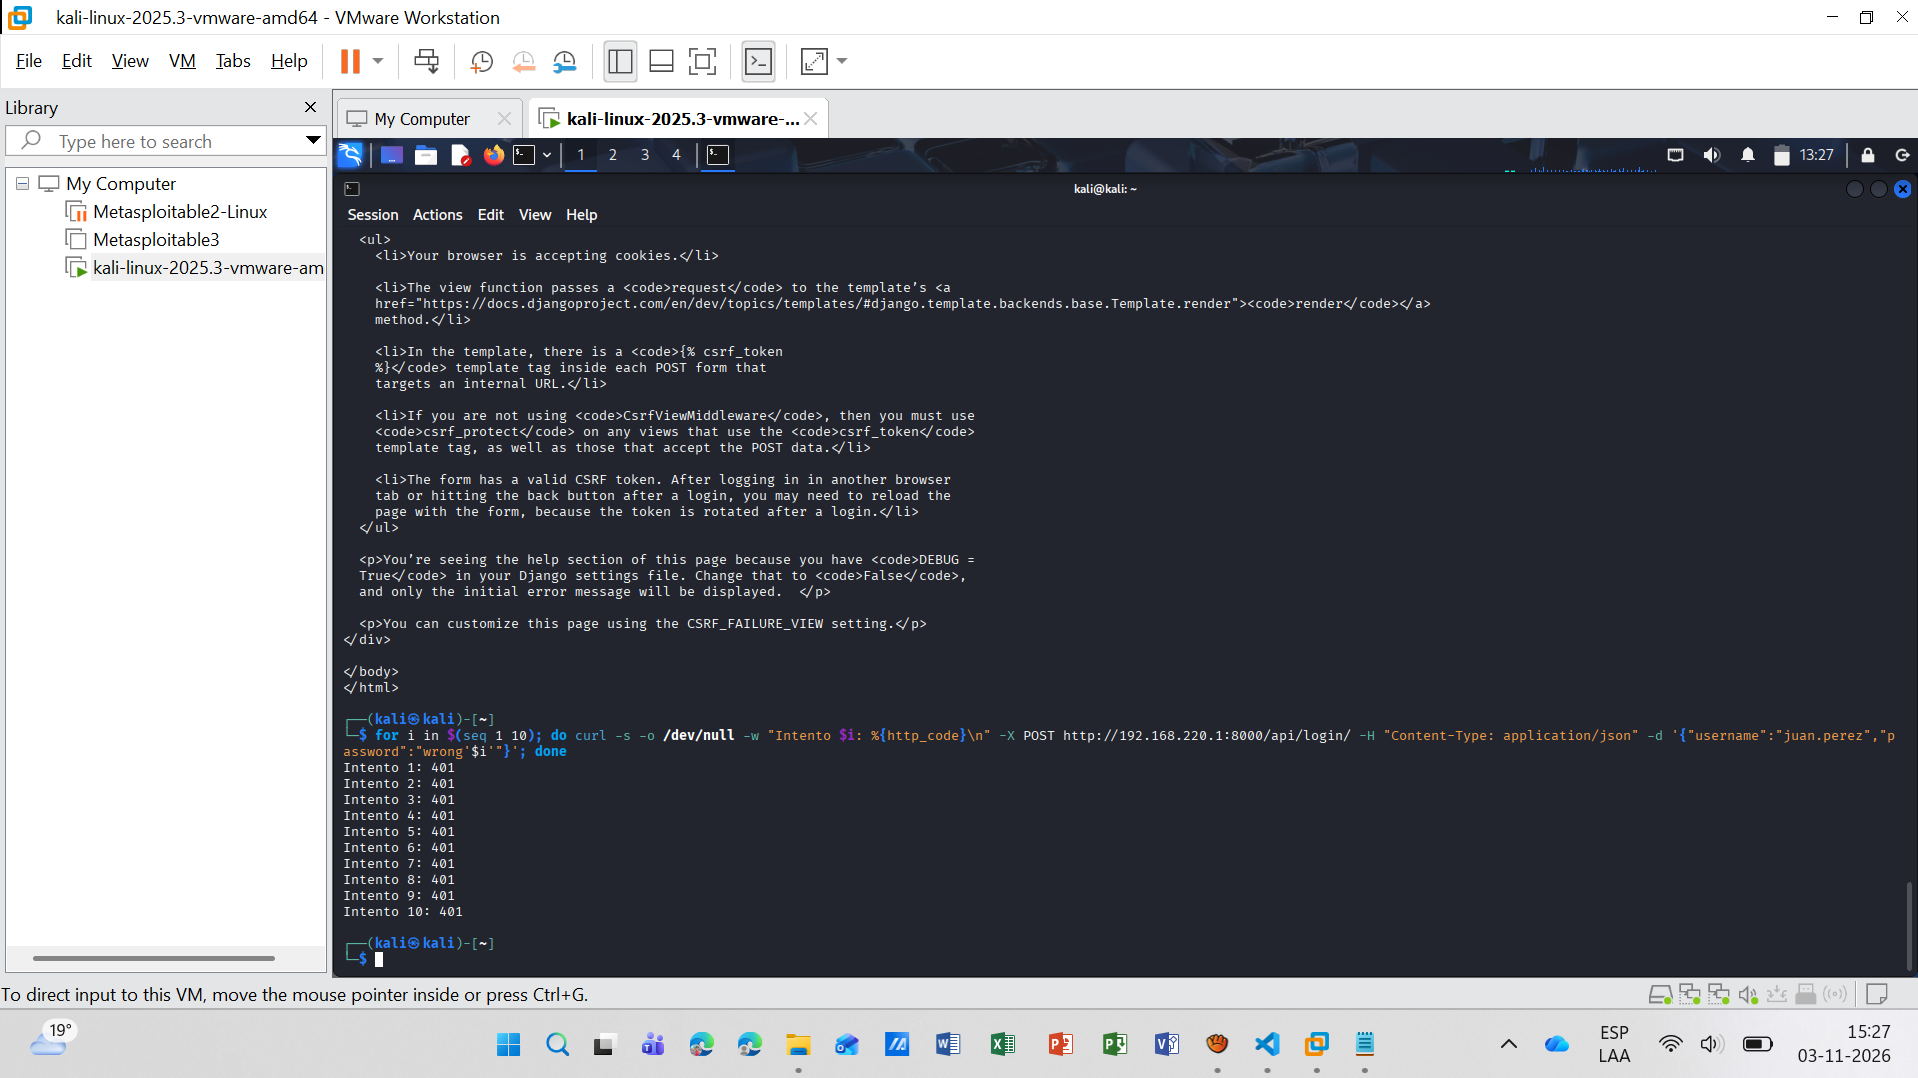 kali-linux-2025.3-vmware-amd64 - VMware Workstation
File Edit View VM Tabs Help
Library
Type here to search
My Computer
Metasploitable2-Linux
Metasploitable3
kali-linux-2025.3-vmware-am
My Computer
kali-linux-2025.3-vmware-...
1 2 3 4
13:27
kali@kali: ~
Session Actions Edit View Help
<ul>
<li>Your browser is accepting cookies.</li>
<li>The view function passes a <code>request</code> to the template’s <a
href="https://docs.djangoproject.com/en/dev/topics/templates/#django.template.backends.base.Template.render"><code>render</code></a>
method.</li>
<li>In the template, there is a <code>{% csrf_token
%}</code> template tag inside each POST form that
targets an internal URL.</li>
<li>If you are not using <code>CsrfViewMiddleware</code>, then you must use
<code>csrf_protect</code> on any views that use the <code>csrf_token</code>
template tag, as well as those that accept the POST data.</li>
<li>The form has a valid CSRF token. After logging in in another browser
tab or hitting the back button after a login, you may need to reload the
page with the form, because the token is rotated after a login.</li>
</ul>
<p>You’re seeing the help section of this page because you have <code>DEBUG =
True</code> in your Django settings file. Change that to <code>False</code>,
and only the initial error message will be displayed.  </p>
<p>You can customize this page using the CSRF_FAILURE_VIEW setting.</p>
</div>
</body>
</html>
┌──(kali㉿kali)-[~]
└─$ for i in $(seq 1 10); do curl -s -o /dev/null -w "Intento $i: %{http_code}\n" -X POST http://192.168.220.1:8000/api/login/ -H "Content-Type: application/json" -d '{"username":"juan.perez","p
assword":"wrong'$i'"}'; done
Intento 1: 401
Intento 2: 401
Intento 3: 401
Intento 4: 401
Intento 5: 401
Intento 6: 401
Intento 7: 401
Intento 8: 401
Intento 9: 401
Intento 10: 401
┌──(kali㉿kali)-[~]
└─$
To direct input to this VM, move the mouse pointer inside or press Ctrl+G.
19°
ESP
LAA
15:27
03-11-2026